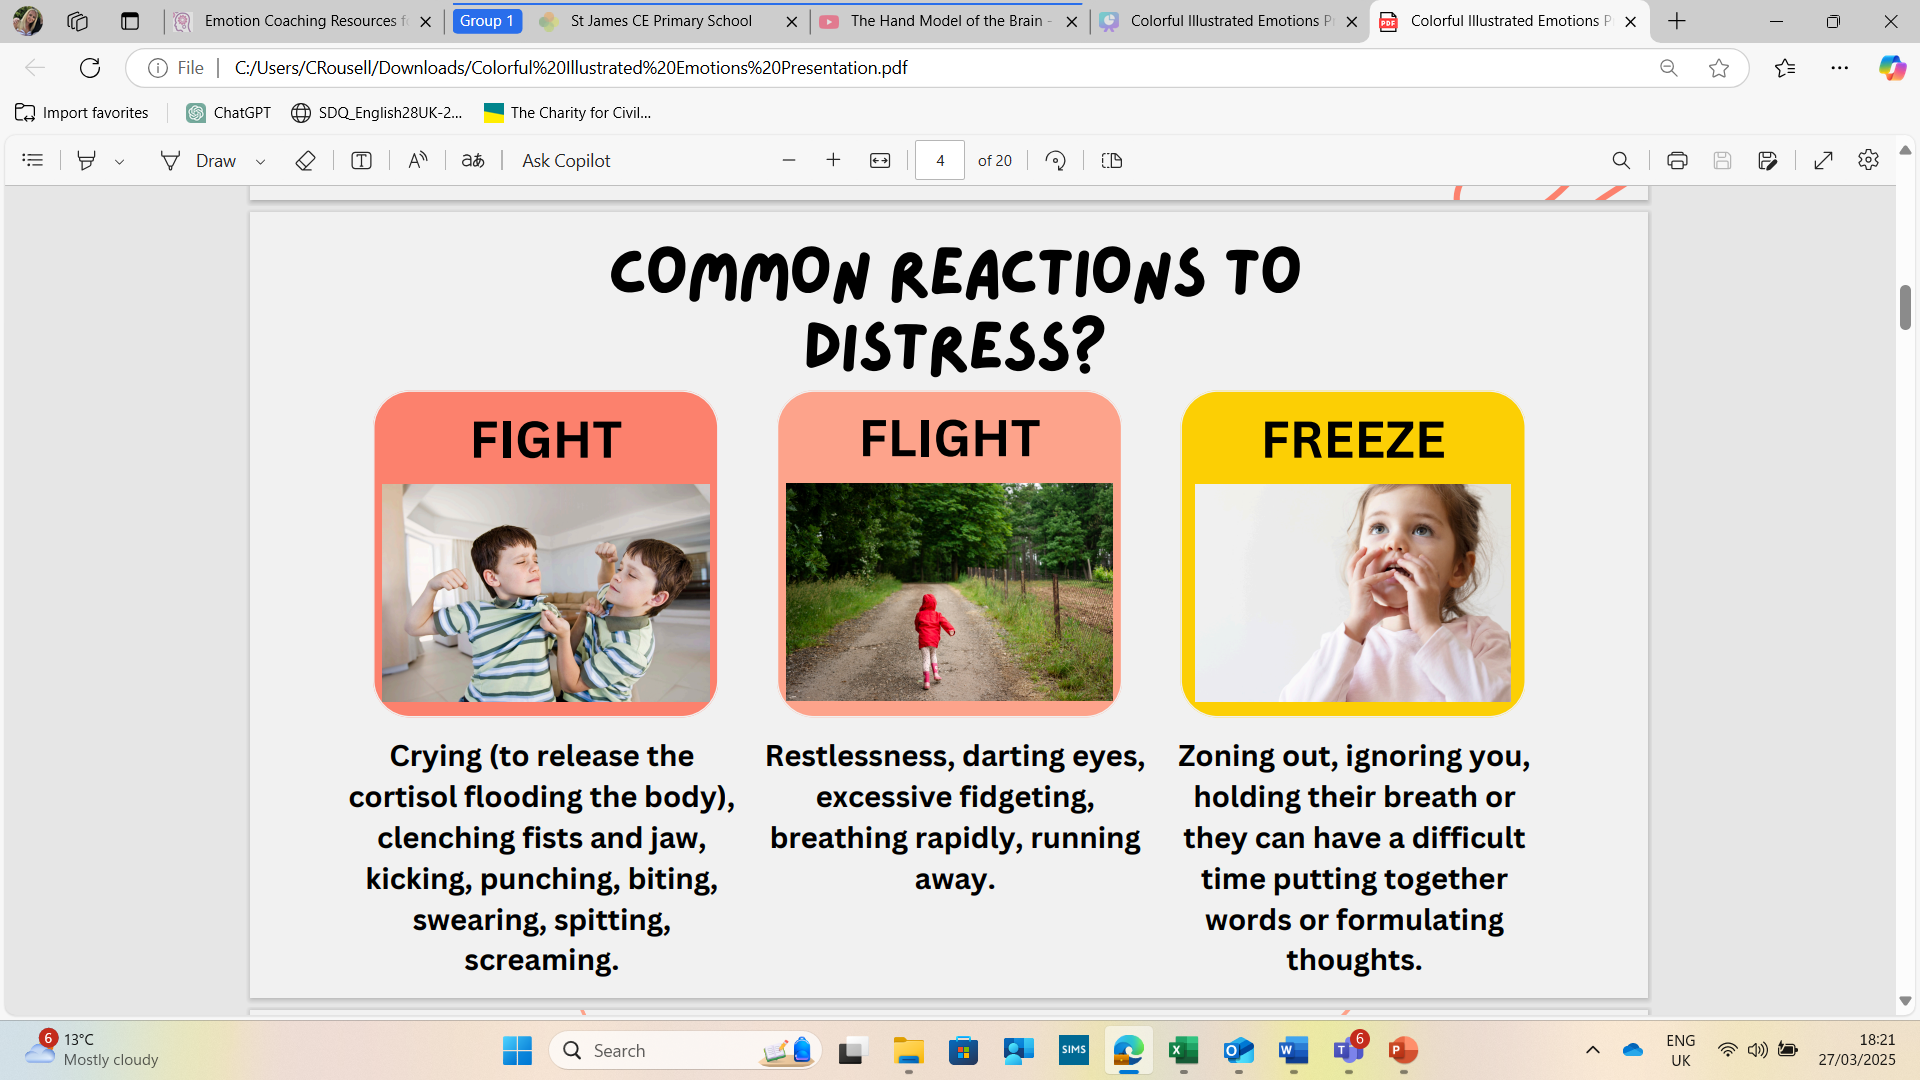 Emotion Coaching Resources f
Group 1
St James CE Primary School
The Hand Model of the Brain -
Colorful Illustrated Emotions P
Colorful Illustrated Emotions P
File
C:/Users/CRousell/Downloads/Colorful%20Illustrated%20Emotions%20Presentation.pdf
Import favorites
ChatGPT
SDQ_English28UK-2...
The Charity for Civil...
Draw
Ask Copilot
4
of 20
COMMON REACTIONS TO
DISTRESS?
FIGHT
Crying (to release the
cortisol flooding the body),
clenching fists and jaw,
kicking, punching, biting,
swearing, spitting,
screaming.
FLIGHT
Restlessness, darting eyes,
excessive fidgeting,
breathing rapidly, running
away.
FREEZE
Zoning out, ignoring you,
holding their breath or
they can have a difficult
time putting together
words or formulating
thoughts.
6
13°C
Mostly cloudy
Search
SIMS
6
ENG
UK
18:21
27/03/2025